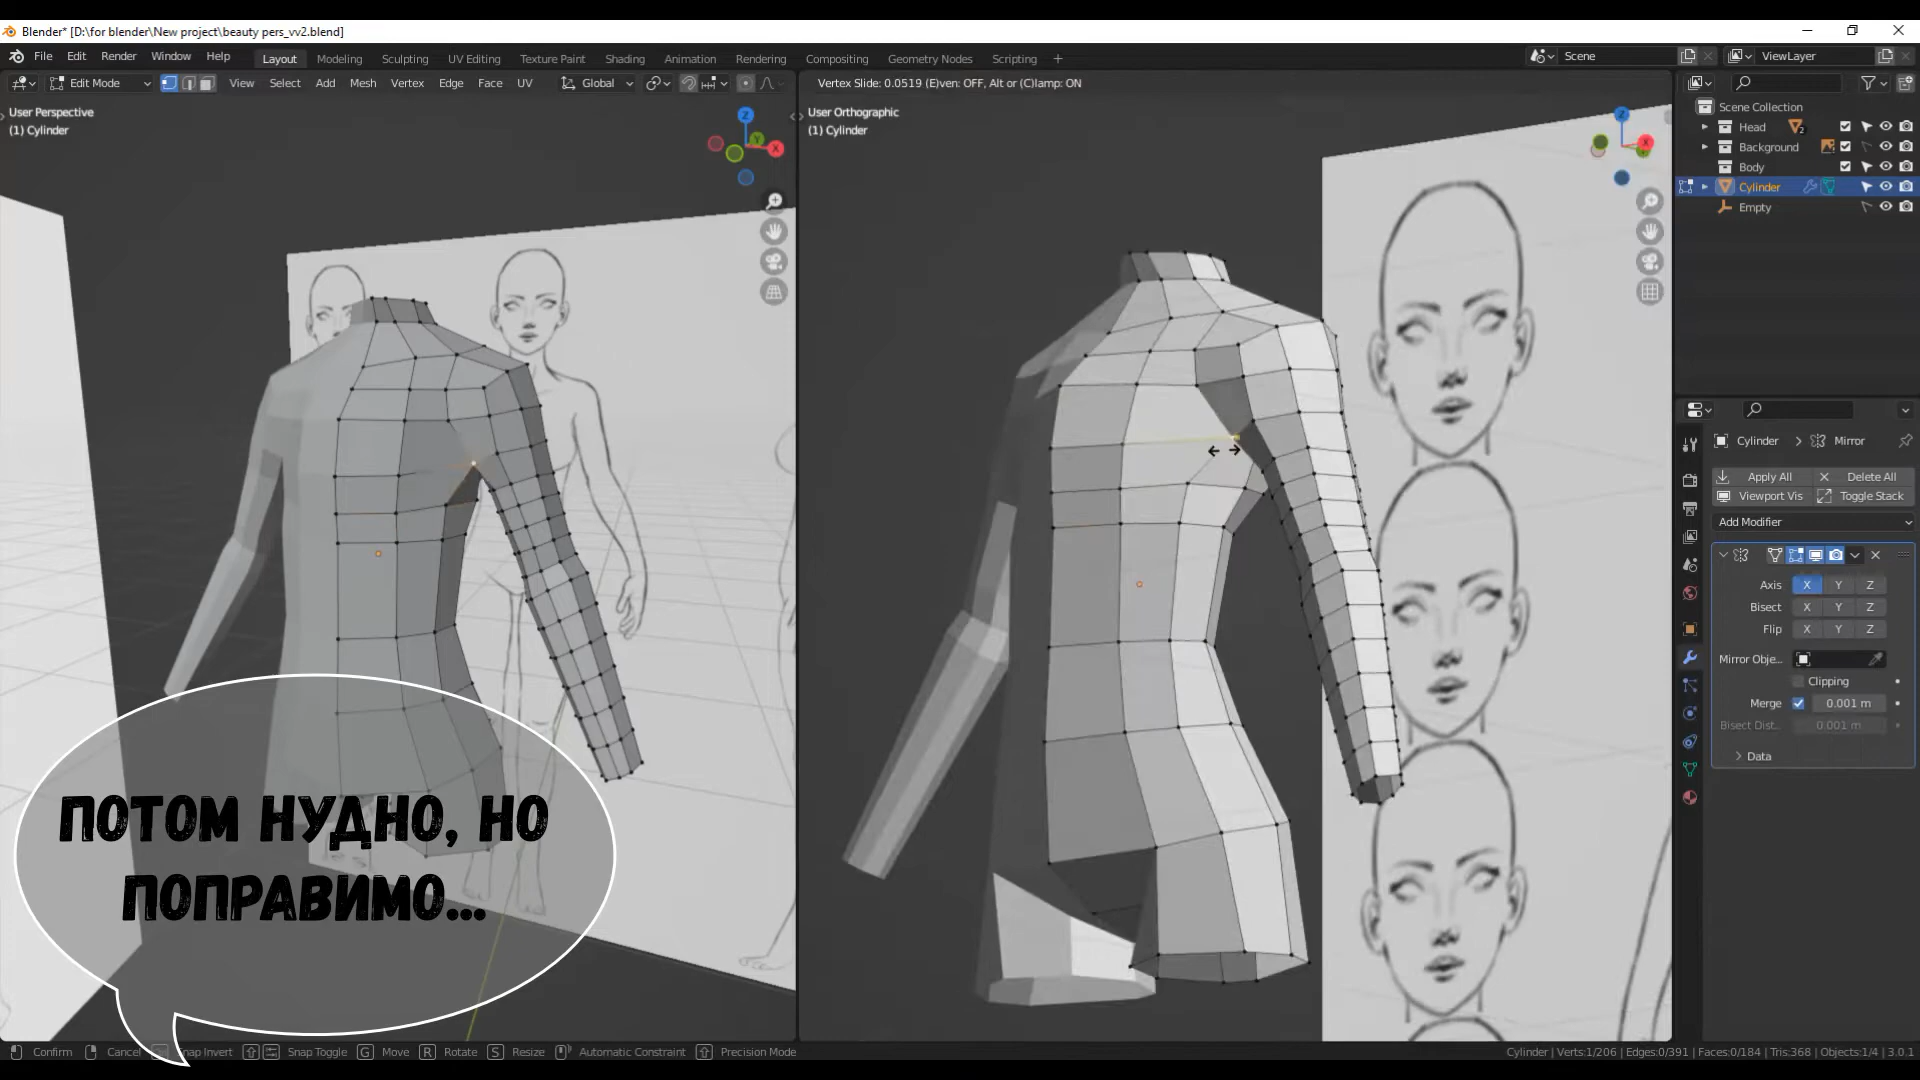 Blender* [D:\for blender\New project\beauty pers_vv2.blend]
File Edit Render Window Help Layout Modeling Sculpting UV Editing Texture Paint Shading Animation Rendering Compositing Geometry Nodes Scripting +
Scene ViewLayer
Edit Mode View Select Add Mesh Vertex Edge Face UV Global
Vertex Slide: 0.0519 (E)ven: OFF, Alt or (C)lamp: ON
User Perspective
(1) Cylinder
Z
Y
X
User Orthographic
(1) Cylinder
Z
X
Y
Scene Collection
Head 2
Background
Body
Cylinder
Empty
Cylinder > Mirror
Apply All Delete All
Viewport Vis Toggle Stack
Add Modifier
Axis X Y Z
Bisect X Y Z
Flip X Y Z
Mirror Obje...
Clipping
Merge 0.001 m
Bisect Dist... 0.001 m
> Data
ПОТОМ НУДНО, НО
ПОПРАВИМО...
Confirm Cancel Snap Invert Snap Toggle G Move R Rotate S Resize Automatic Constraint Precision Mode
Cylinder | Verts:1/206 | Edges:0/391 | Faces:0/184 | Tris:368 | Objects:1/4 | 3.0.1